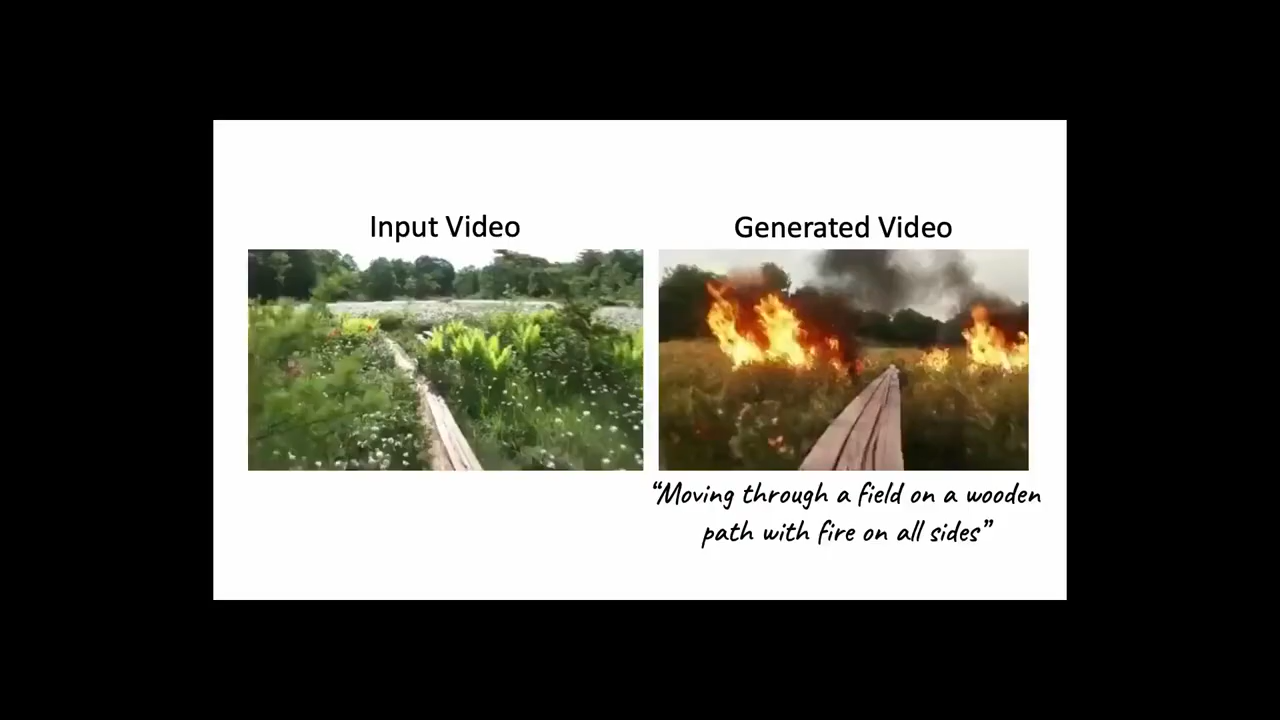 Input Video
Generated Video
“Moving through a field on a wooden
path with fire on all sides”